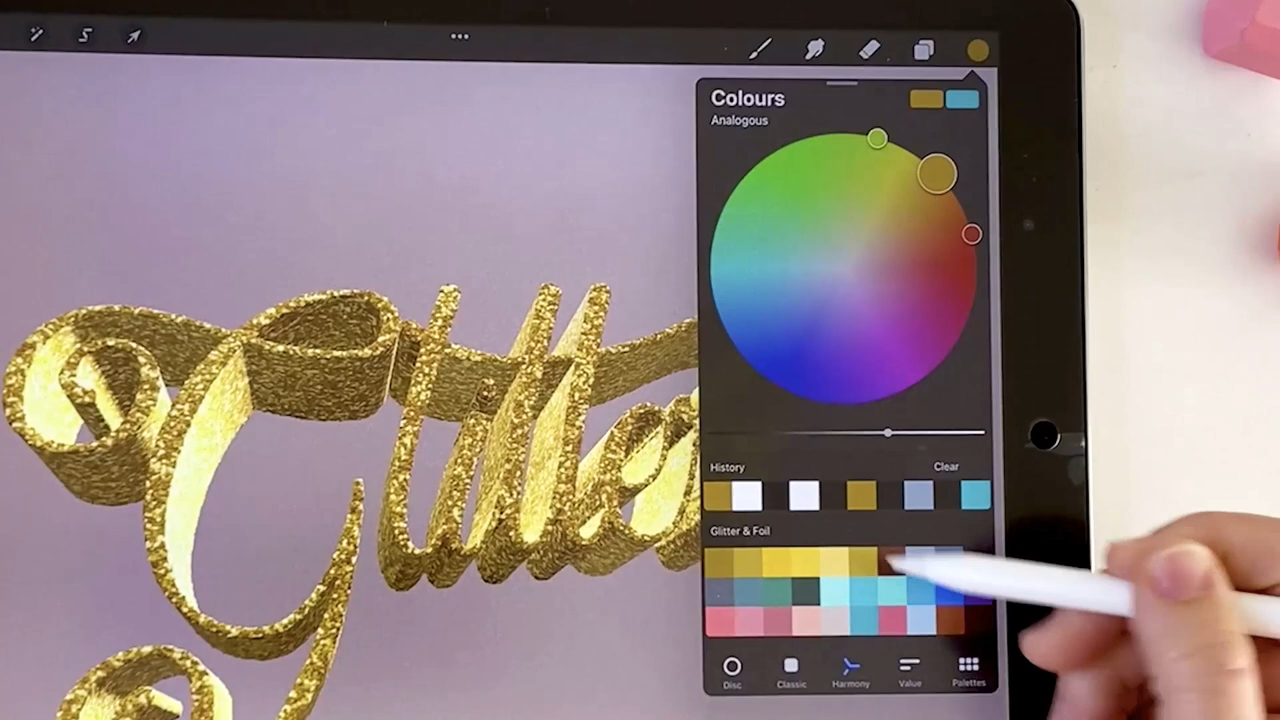 Colours
Analogous
History
Clear
Glitter & Foil
Disc
Classic
Harmony
Value
Palettes